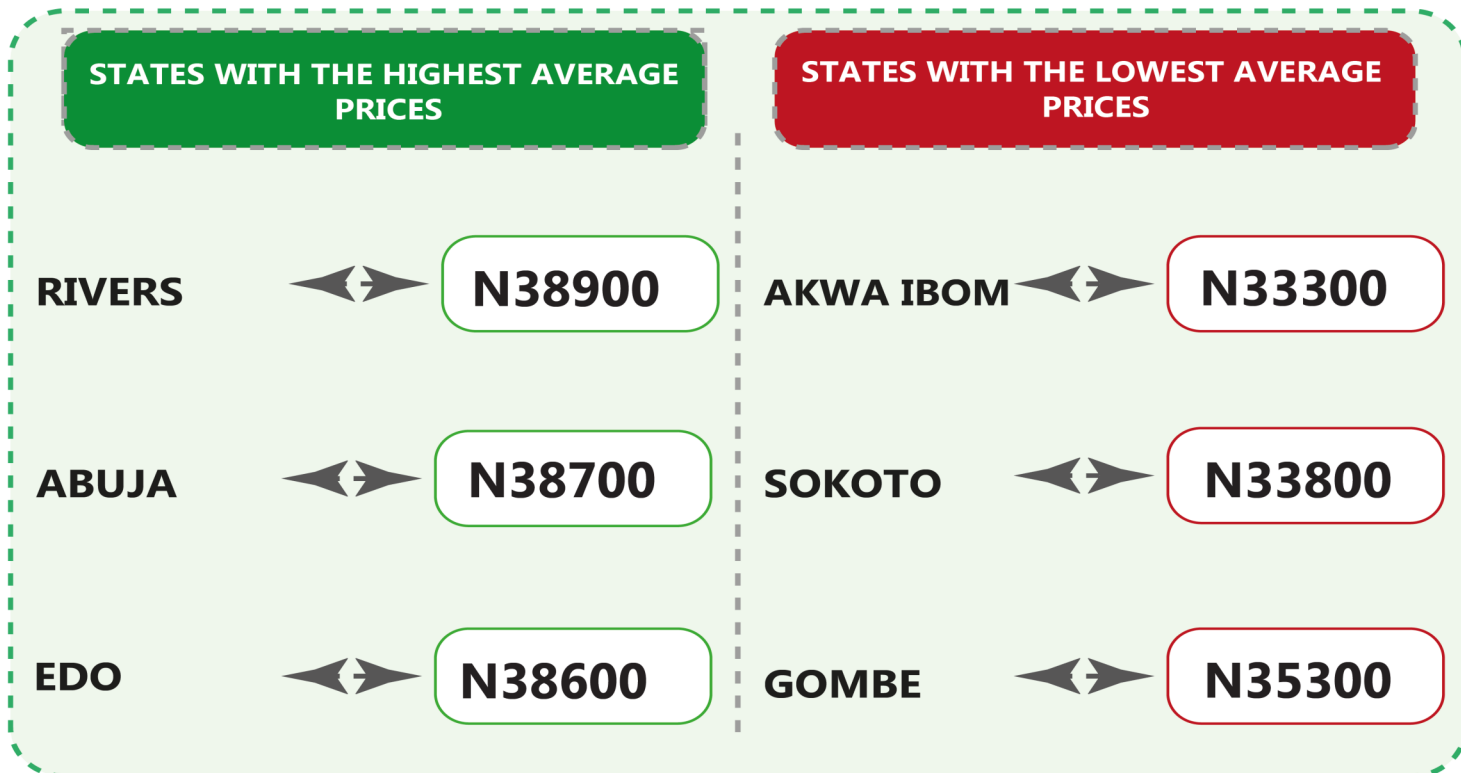 STATES WITH THE HIGHEST AVERAGE
PRICES
RIVERS N38900
ABUJA N38700
EDO N38600
STATES WITH THE LOWEST AVERAGE
PRICES
AKWA IBOM N33300
SOKOTO N33800
GOMBE N35300